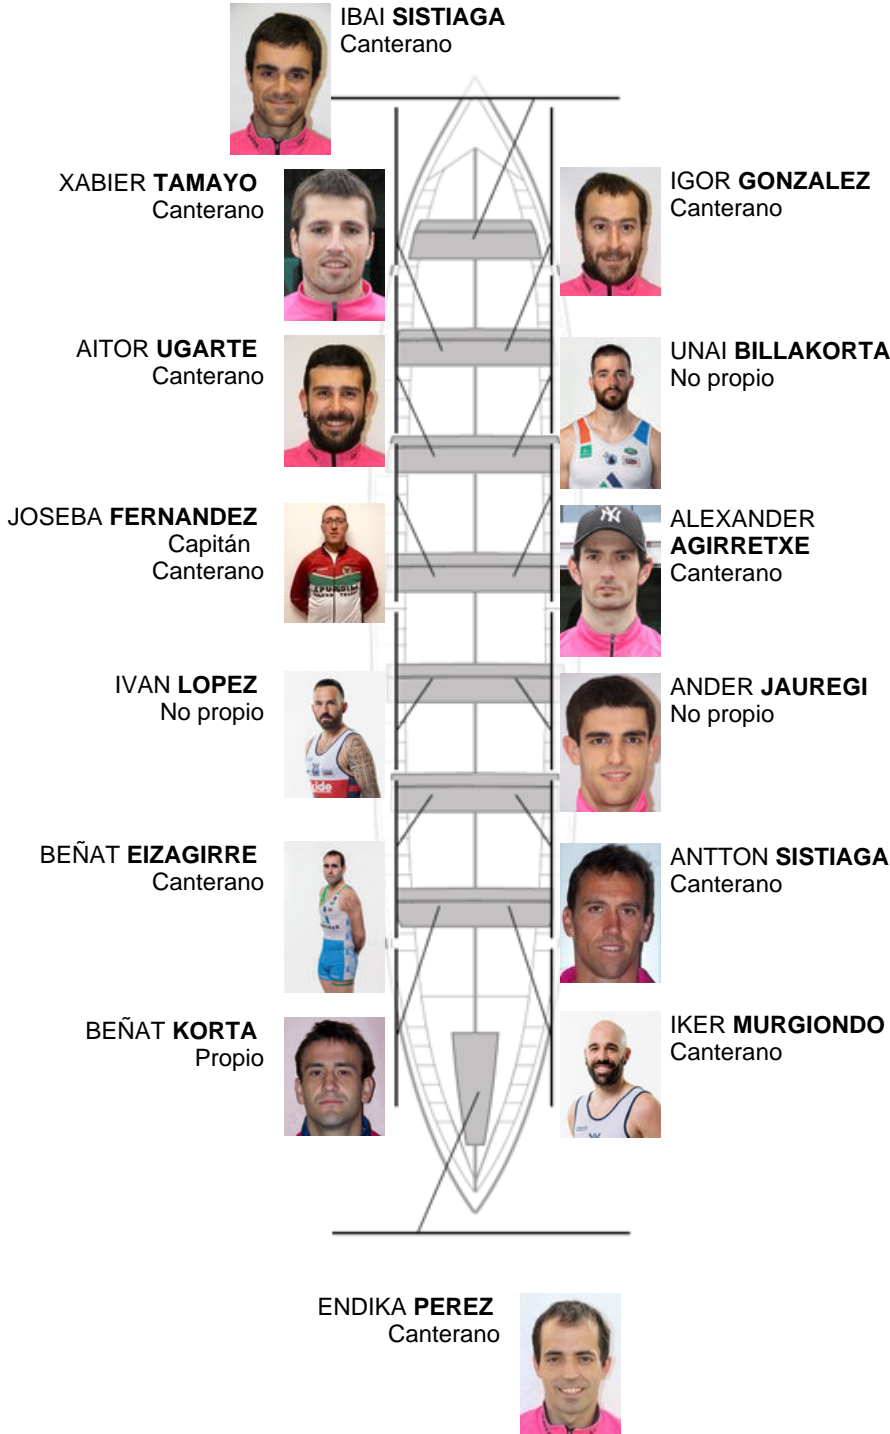 IBAI SISTIAGA
Canterano
XABIER TAMAYO
Canterano
IGOR GONZALEZ
Canterano
AITOR UGARTE
Canterano
UNAI BILLAKORTA
No propio
JOSEBA FERNANDEZ
Capitán
Canterano
ALEXANDER
AGIRRETXE
Canterano
IVAN LOPEZ
No propio
ANDER JAUREGI
No propio
BEÑAT EIZAGIRRE
Canterano
ANTTON SISTIAGA
Canterano
BEÑAT KORTA
Propio
IKER MURGIONDO
Canterano
ENDIKA PEREZ
Canterano